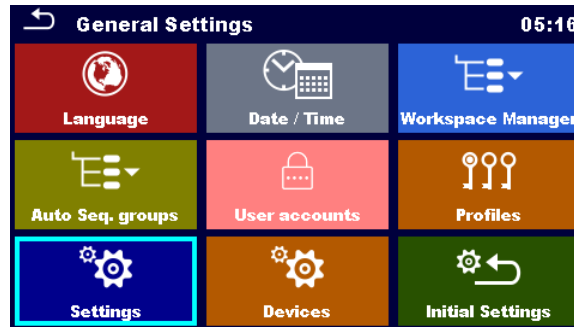 General Settings 05:16
Language Date / Time Workspace Manager
Auto Seq. groups User accounts Profiles
Settings Devices Initial Settings